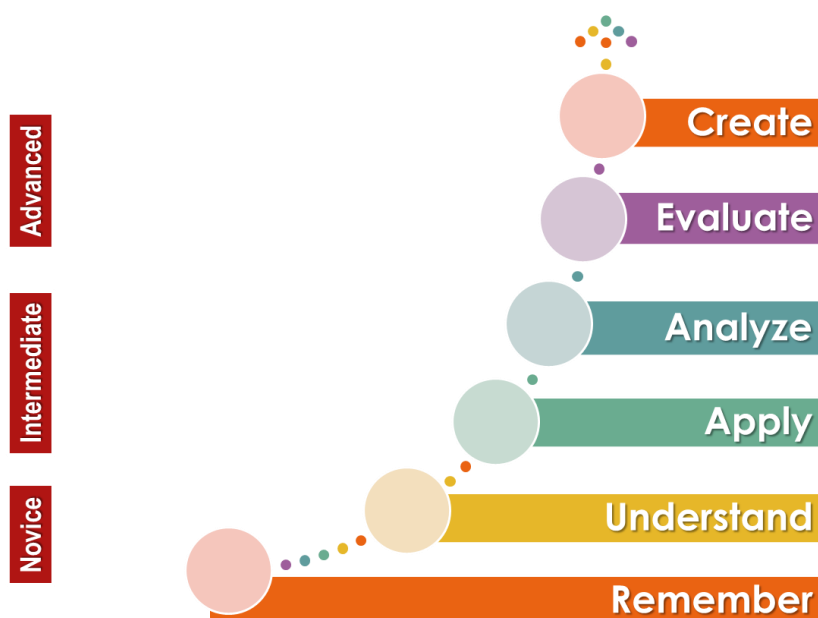 Create
Advanced
Evaluate
Analyze
Intermediate
Apply
Understand
Novice
Remember